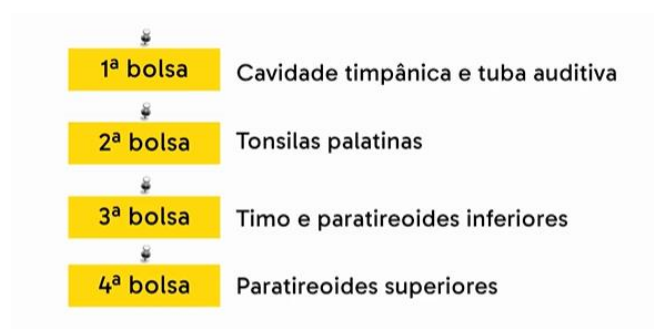 1ª bolsa Cavidade timpânica e tuba auditiva
2ª bolsa Tonsilas palatinas
3ª bolsa Timo e paratireoides inferiores
4ª bolsa Paratireoides superiores